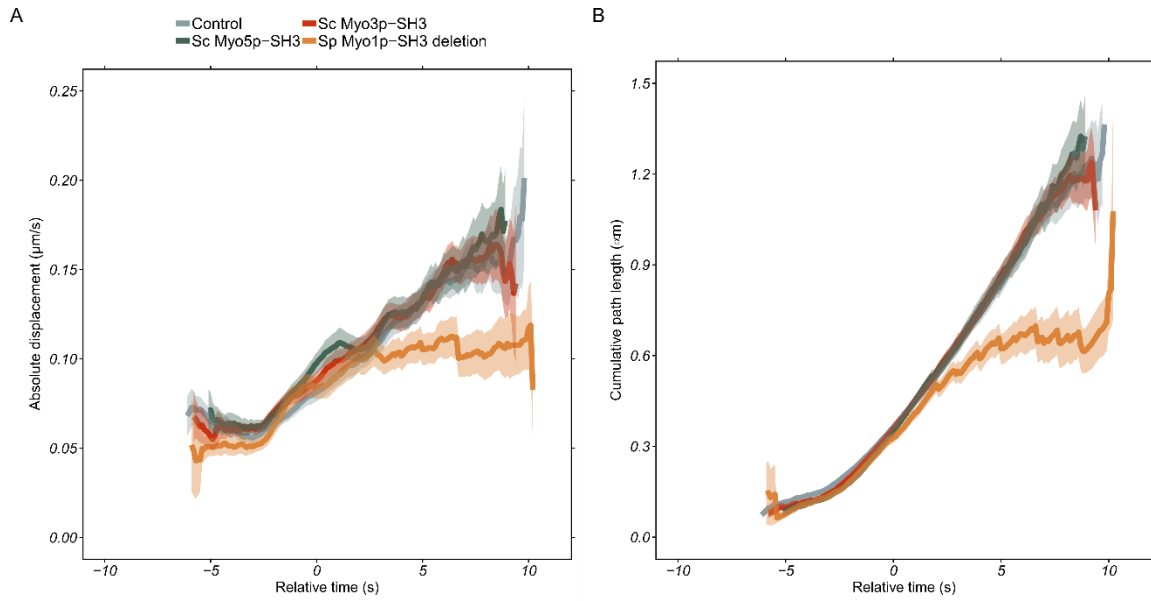 A
B
Control
Sc Myo3p−SH3
Sc Myo5p−SH3
Sp Myo1p−SH3 deletion
0.25
0.20
0.15
0.10
0.05
0.00
Absolute displacement (μm/s)
−10
−5
0
5
10
Relative time (s)
1.5
1.2
0.9
0.6
0.3
0.0
Cumulative path length (∝m)
−10
−5
0
5
10
Relative time (s)